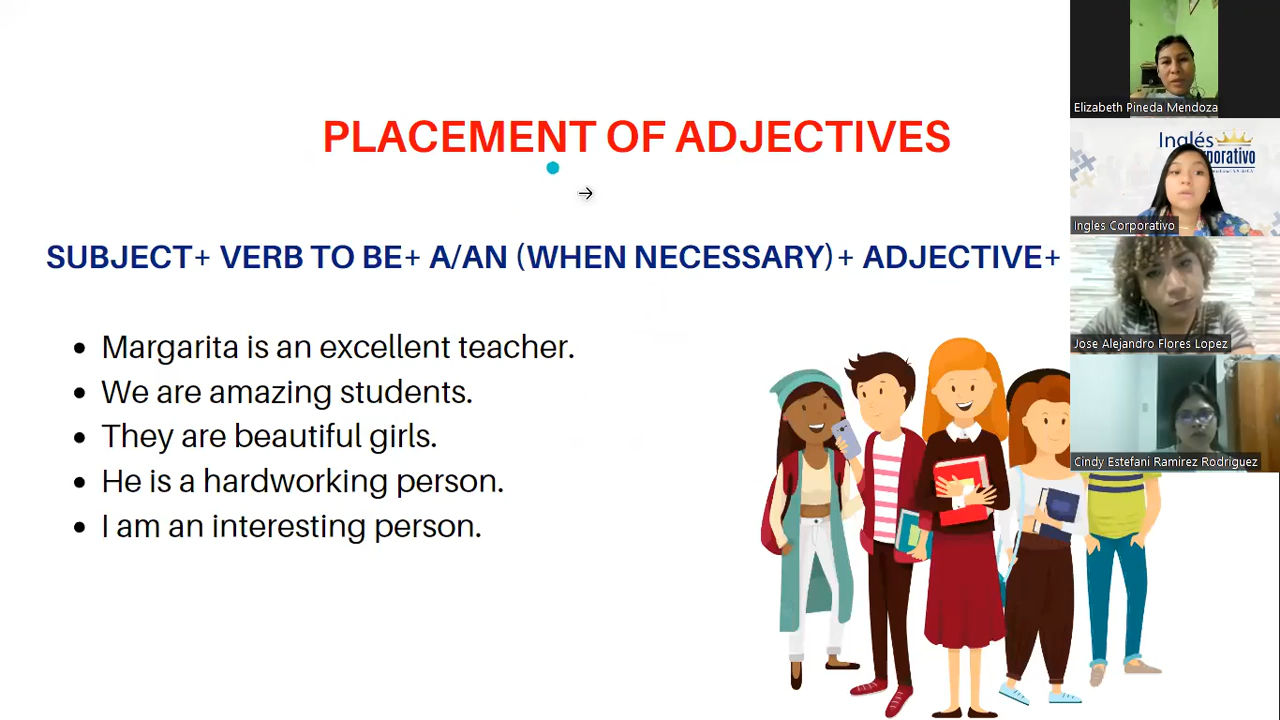 PLACEMENT OF ADJECTIVES
SUBJECT+ VERB TO BE+ A/AN (WHEN NECESSARY)+ ADJECTIVE+
• Margarita is an excellent teacher.
• We are amazing students.
• They are beautiful girls.
• He is a hardworking person.
• I am an interesting person.
Elizabeth Pineda Mendoza
Inglés
Ingles Corporativo
Jose Alejandro Flores Lopez
Cindy Estefani Ramirez Rodriguez